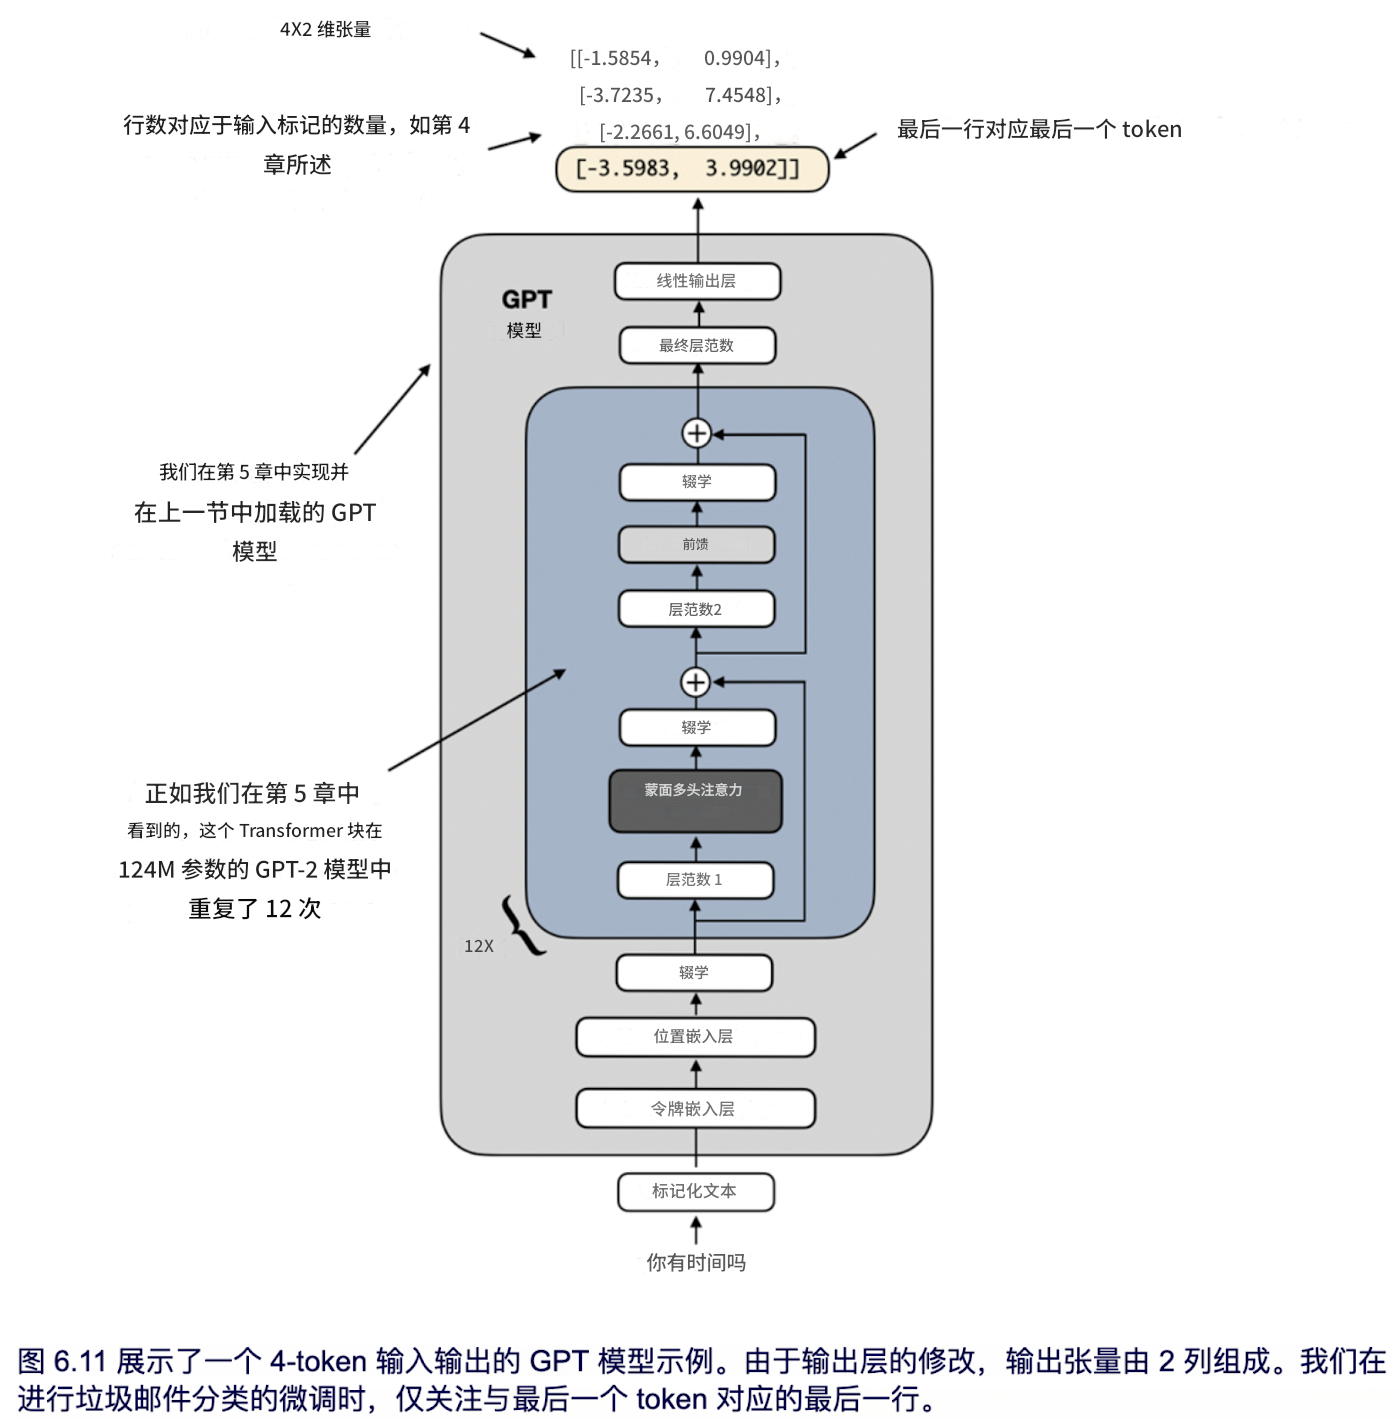 4X2 维张量
[[-1.5854， 0.9904]，
[-3.7235， 7.4548]，
行数对应于输入标记的数量，如第 4
章所述
[-2.2661, 6.6049]，
最后一行对应最后一个 token
[-3.5983, 3.9902]]
线性输出层
GPT
模型
最终层范数
辍学
我们在第 5 章中实现并
在上一节中加载的 GPT
模型
前馈
层范数2
辍学
正如我们在第 5 章中
看到的，这个 Transformer 块在
124M 参数的 GPT-2 模型中
重复了 12 次
蒙面多头注意力
层范数 1
12X
辍学
位置嵌入层
令牌嵌入层
标记化文本
你有时间吗
图 6.11 展示了一个 4-token 输入输出的 GPT 模型示例。由于输出层的修改，输出张量由 2 列组成。我们在
进行垃圾邮件分类的微调时，仅关注与最后一个 token 对应的最后一行。